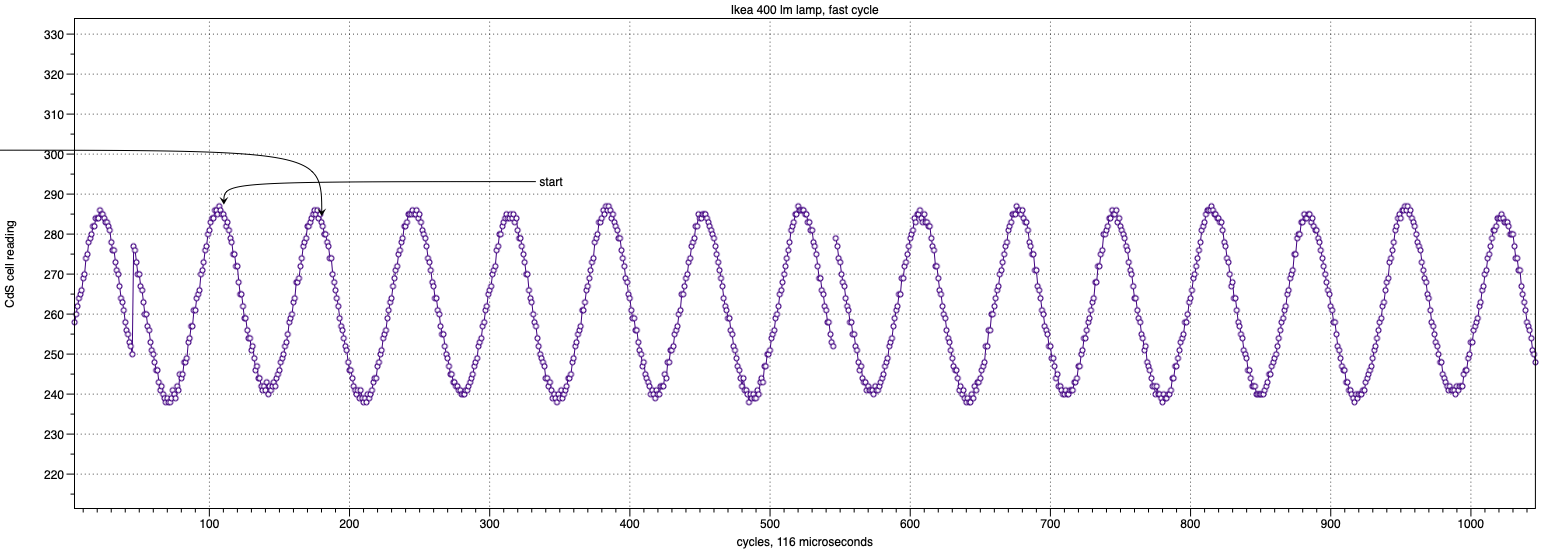 Ikea 400 lm lamp, fast cycle
330
320
310
300
290
280
270
260
250
240
230
220
start
CdS cell reading
100 200 300 400 500 600 700 800 900 1000
cycles, 116 microseconds